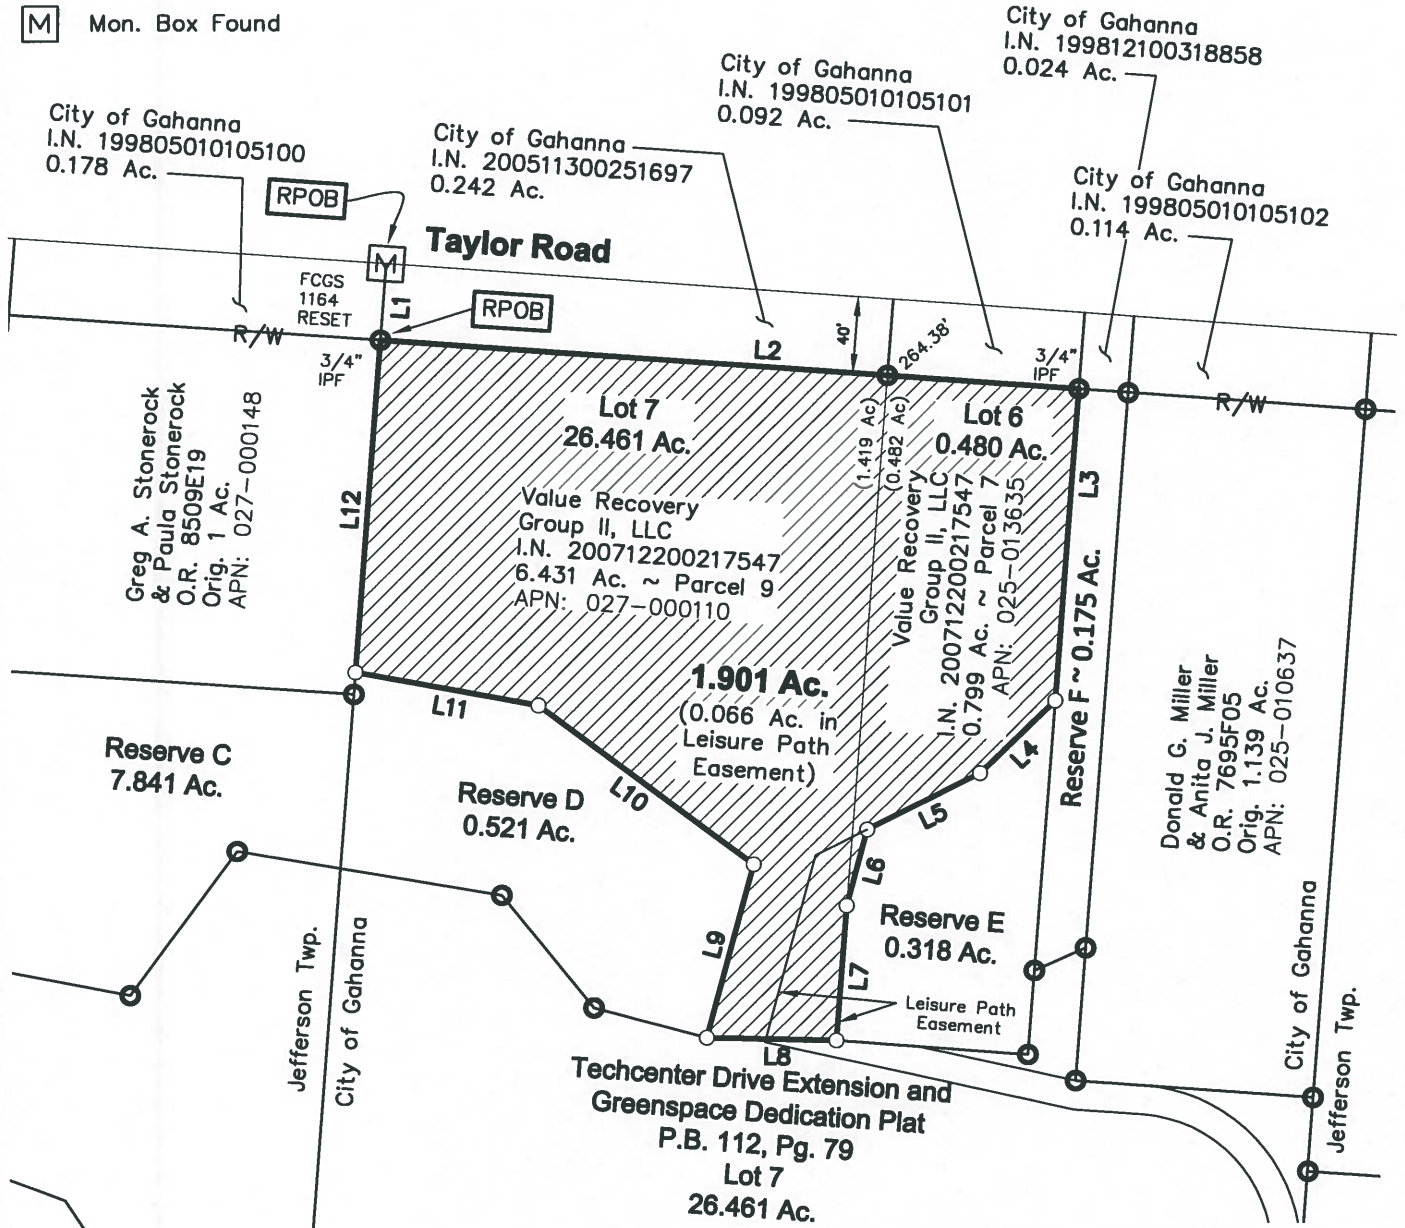 M Mon. Box Found
City of Gahanna
I.N. 199812100318858
0.024 Ac.
City of Gahanna
I.N. 199805010105101
0.092 Ac.
City of Gahanna
I.N. 199805010105100
0.178 Ac.
City of Gahanna
I.N. 200511300251697
0.242 Ac.
City of Gahanna
I.N. 199805010105102
0.114 Ac.
RPOB
Taylor Road
M
FCGS
1164
RESET
L1
RPOB
R/W
3/4"
IPF
L2
40'
264.38'
3/4"
IPF
R/W
Lot 7
26.461 Ac.
(1.419 Ac)
(0.482 Ac)
Lot 6
0.480 Ac.
Greg A. Stonerock
& Paula Stonerock
O.R. 8509E19
Orig. 1 Ac.
APN: 027-000148
L12
Value Recovery
Group II, LLC
I.N. 200712200217547
6.431 Ac. ~ Parcel 9
APN: 027-000110
Value Recovery
Group II, LLC
I.N. 200712200217547
0.799 Ac. ~ Parcel 7
APN: 025-013635
L3
Reserve F ~ 0.175 Ac.
Donald G. Miller
& Anita J. Miller
O.R. 7695F05
Orig. 1.139 Ac.
APN: 025-010637
1.901 Ac.
(0.066 Ac. in
Leisure Path
Easement)
L11
L4
Reserve C
7.841 Ac.
L10
Reserve D
0.521 Ac.
L5
L6
Reserve E
0.318 Ac.
L9
L7
Leisure Path
Easement
Jefferson Twp.
City of Gahanna
City of Gahanna
Jefferson Twp.
L8
Techcenter Drive Extension and
Greenspace Dedication Plat
P.B. 112, Pg. 79
Lot 7
26.461 Ac.